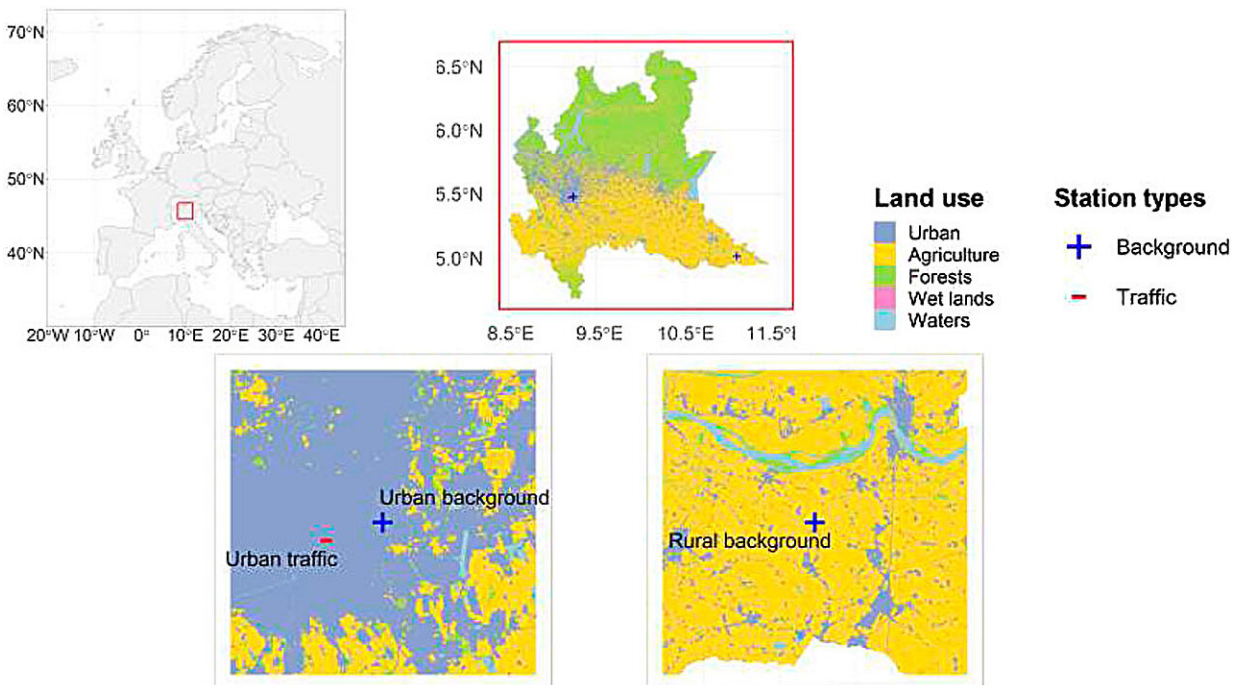 70°N
60°N
50°N
40°N
20°W 10°W 0° 10°E 20°E 30°E 40°E
6.5°N
6.0°N
5.5°N
5.0°N
8.5°E 9.5°E 10.5°E 11.5°
Land use
Urban
Agriculture
Forests
Wet lands
Waters
Station types
Background
Traffic
Urban background
Urban traffic
Rural background